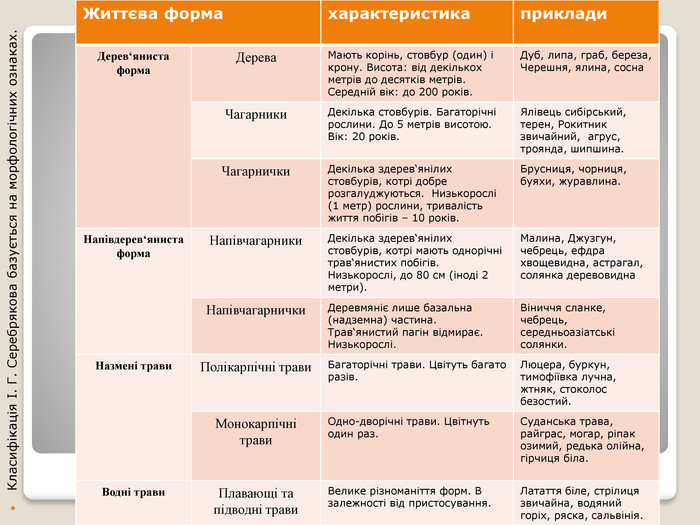 Класифікація І. Г. Серебрякова базується на морфологічних ознаках.
Життєва форма
характеристика
приклади
Дерев‘яниста
форма
Дерева
Мають корінь, стовбур (один) і
крону. Висота: від декількох
метрів до десятків метрів.
Середній вік: до 200 років.
Дуб, липа, граб, береза,
Черешня, ялина, сосна
Чагарники
Декілька стовбурів. Багаторічні
рослини. До 5 метрів висотою.
Вік: 20 років.
Ялівець сибірський,
терен, Рокитник
звичайний, агрус,
троянда, шипшина.
Чагарнички
Декілька здерев‘янілих
стовбурів, котрі добре
розгалуджуються. Низькорослі
(1 метр) рослини, тривалість
життя побігів – 10 років.
Брусниця, чорниця,
буяхи, журавлина.
Напівдерев‘яниста
форма
Напівчагарники
Декілька здерев‘янілих
стовбурів, котрі мають однорічні
трав‘янистих побігів.
Низькорослі, до 80 см (іноді 2
метри).
Малина, Джузгун,
чебрець, ефдра
хвощевидна, астрагал,
солянка деревовидна
Напівчагарнички
Деревмяніє лише базальна
(надземна) частина.
Трав‘янистий пагін відмирає.
Низькорослі.
Віниччя сланке,
чебрець,
середньоазіатські
солянки.
Назмені трави
Полікарпічні трави
Багаторічні трави. Цвітуть багато
разів.
Люцера, буркун,
тимофіївка лучна,
жтняк, стоколос
безостий.
Монокарпічні
трави
Одно-дворічні трави. Цвітнуть
один раз.
Суданська трава,
райграс, могар, ріпак
озимий, редька олійна,
гірчиця біла.
Водні трави
Плавающі та
підводні трави
Велике різноманіття форм. В
залежності від пристосування.
Латаття біле, стрілиця
звичайна, водяний
горіх, ряска, сальвінія.